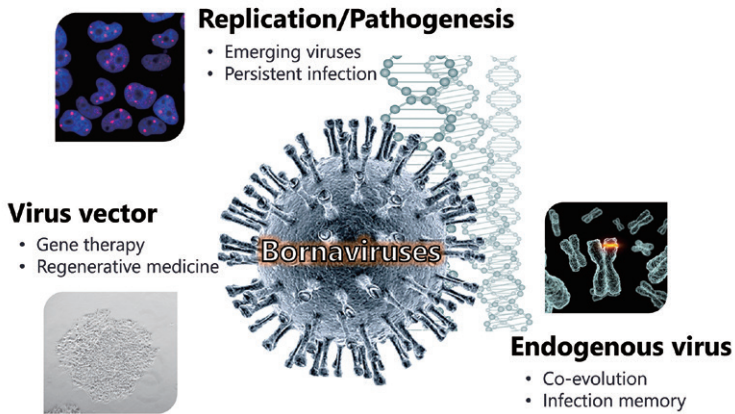 Replication/Pathogenesis
• Emerging viruses
• Persistent infection
Virus vector
• Gene therapy
• Regenerative medicine
Bornaviruses
Endogenous virus
• Co-evolution
• Infection memory